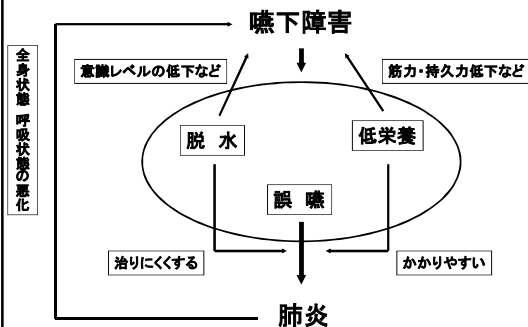 嚥下障害
全身状態 呼吸状態の悪化
意識レベルの低下など
筋力・持久力低下など
脱 水
低栄養
誤 嚥
治りにくくする
かかりやすい
肺炎